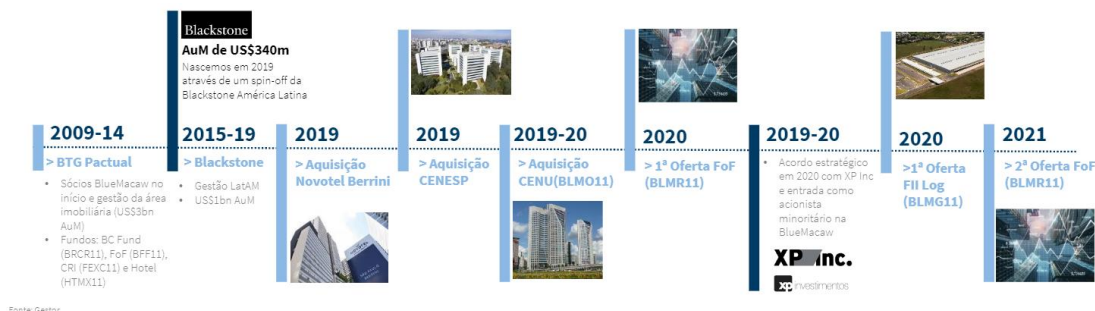 Blackstone
AuM de US$340m
Nascemos em 2019
através de um spin-off da
Blackstone América Latina
2009-14
> BTG Pactual
• Sócios BlueMacaw no
início e gestão da área
imobiliária (US$3bn
AuM)
• Fundos: BC Fund
(BRCR11), FoF (BFF11),
CRI (FEXC11) e Hotel
(HTMX11)
2015-19
> Blackstone
• Gestão LatAM
• US$1bn AuM
2019
> Aquisição
Novotel Berrini
2019
> Aquisição
CENESP
2019-20
> Aquisição
CENU(BLMO11)
2020
> 1ª Oferta FoF
(BLMR11)
2019-20
• Acordo estratégico
em 2020 com XP Inc
e entrada como
acionista
minoritário na
BlueMacaw
XP Inc.
xp investimentos
2020
>1ª Oferta
FII Log
(BLMG11)
2021
> 2ª Oferta FoF
(BLMR11)
Fonte: Gestor